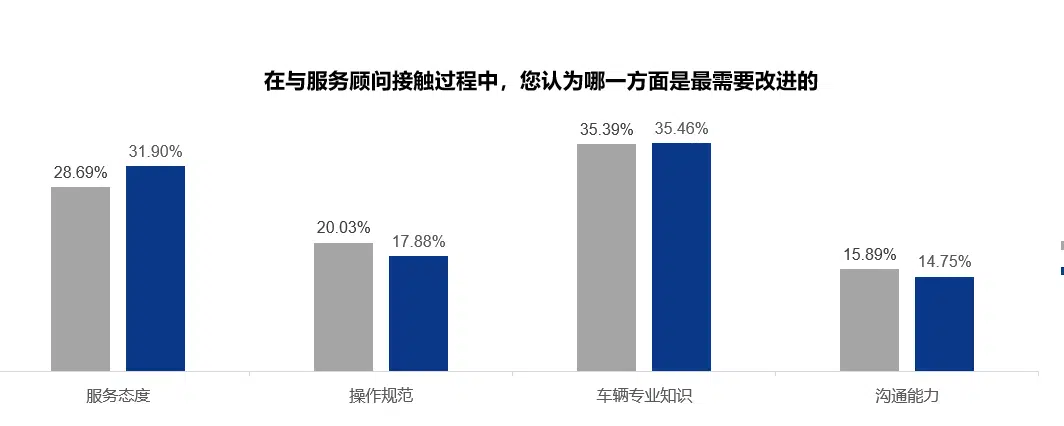 在与服务顾问接触过程中，您认为哪一方面是最需要改进的
28.69%
31.90%
20.03%
17.88%
35.39%
35.46%
15.89%
14.75%
服务态度
操作规范
车辆专业知识
沟通能力